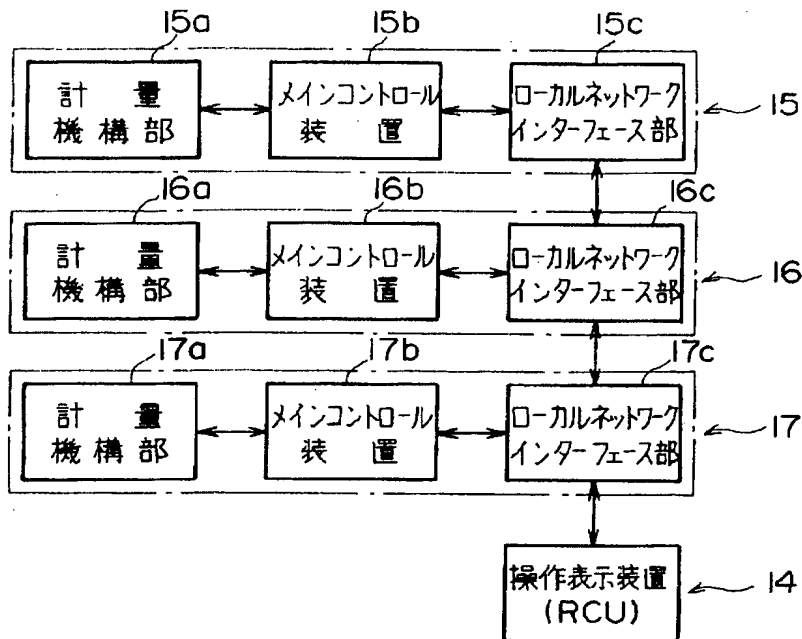 15a
15b
15c
計量
機構部
メインコントロール
装置
ローカルネットワーク
インターフェース部
15
16a
16b
16c
計量
機構部
メインコントロール
装置
ローカルネットワーク
インターフェース部
16
17a
17b
17c
計量
機構部
メインコントロール
装置
ローカルネットワーク
インターフェース部
17
操作表示装置
(RCU)
14